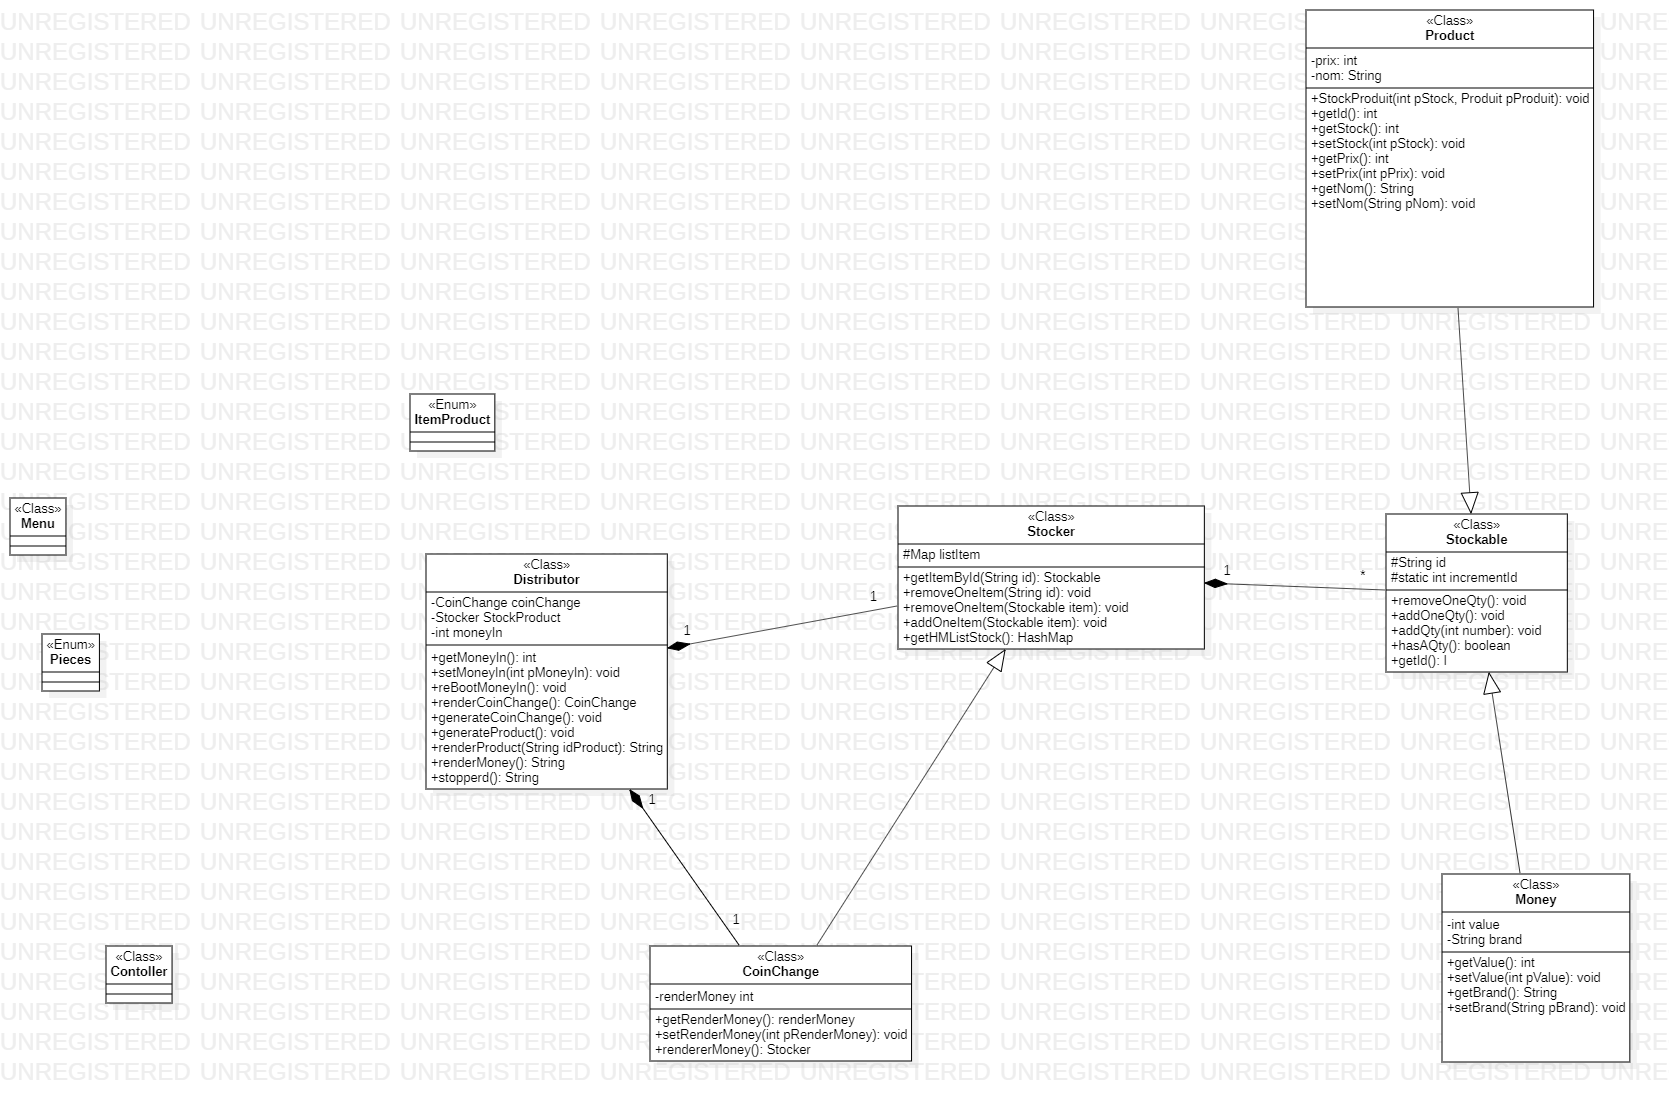 «Class»
Product
-prix: int
-nom: String
+StockProduit(int pStock, Produit pProduit): void
+getId(): int
+getStock(): int
+setStock(int pStock): void
+getPrix(): int
+setPrix(int pPrix): void
+getNom(): String
+setNom(String pNom): void
«Enum»
ItemProduct
«Class»
Menu
«Class»
Stocker
#Map listItem
+getItemById(String id): Stockable
+removeOneItem(String id): void
+removeOneItem(Stockable item): void
+addOneItem(Stockable item): void
+getHMListStock(): HashMap
1
*
«Class»
Stockable
#String id
#static int incrementId
+removeOneQty(): void
+addOneQty(): void
+addQty(int number): void
+hasAQty(): boolean
+getId(): I
«Class»
Distributor
-CoinChange coinChange
-Stocker StockProduct
-int moneyIn
+getMoneyIn(): int
+setMoneyIn(int pMoneyIn): void
+reBootMoneyIn(): void
+renderCoinChange(): CoinChange
+generateCoinChange(): void
+generateProduct(): void
+renderProduct(String idProduct): String
+renderMoney(): String
+stopperd(): String
1
1
«Enum»
Pieces
1
1
«Class»
Money
-int value
-String brand
+getValue(): int
+setValue(int pValue): void
+getBrand(): String
+setBrand(String pBrand): void
«Class»
Contoller
«Class»
CoinChange
-renderMoney int
+getRenderMoney(): renderMoney
+setRenderMoney(int pRenderMoney): void
+rendererMoney(): Stocker
UNREGISTERED